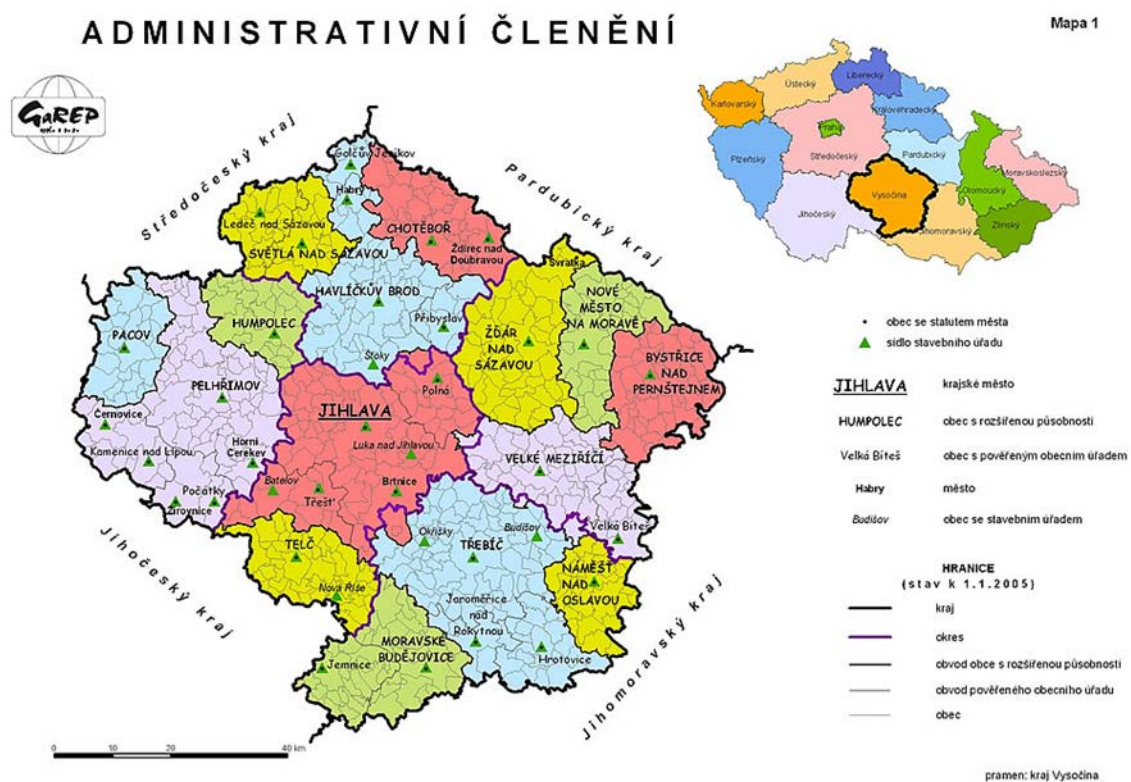 ADMINISTRATIVNÍ ČLENĚNÍ
Mapa 1
GaREP
Středočeský kraj
Pardubický kraj
Jihočeský kraj
Jihomoravský kraj
Golčův Jeníkov
Habry
Ledeč nad Sázavou
SVĚTLÁ NAD SÁZAVOU
CHOTĚBOŘ
Ždírec nad
Doubravou
HAVLÍČKŮV BROD
Přibyslav
Štoky
Svratka
ŽĎÁR
NAD
SÁZAVOU
NOVÉ
MĚSTO
NA MORAVĚ
BYSTŘICE
NAD
PERNŠTEJNEM
PACOV
HUMPOLEC
PELHŘIMOV
Černovice
Kamenice nad Lipou
Horní
Cerekev
Počátky
Žirovnice
JIHLAVA
Polná
Luka nad Jihlavou
Batelov
Třešť
Brtnice
VELKÉ MEZIŘÍČÍ
Velká Bíteš
TELČ
Nová Říše
Okříšky
Budišov
TŘEBÍČ
NÁMĚŠŤ
NAD
OSLAVOU
Jaroměřice
nad
Rokytnou
Hrotovice
MORAVSKÉ
BUDĚJOVICE
Jemnice
0 10 20 40 km
Karlovarský
Ústecký
Liberecký
Královéhradecký
Praha
Plzeňský
Středočeský
Pardubický
Moravskoslezský
Olomoucký
Vysočina
Jihočeský
Jihomoravský
Zlínský
obec se statutem města
sídlo stavebního úřadu
JIHLAVA krajské město
HUMPOLEC obec s rozšířenou působností
Velká Bíteš obec s pověřeným obecním úřadem
Habry město
Budišov obec se stavebním úřadem
HRANICE
(stav k 1.1.2005)
kraj
okres
obvod obce s rozšířenou působností
obvod pověřeného obecního úřadu
obec
pramen: kraj Vysočina